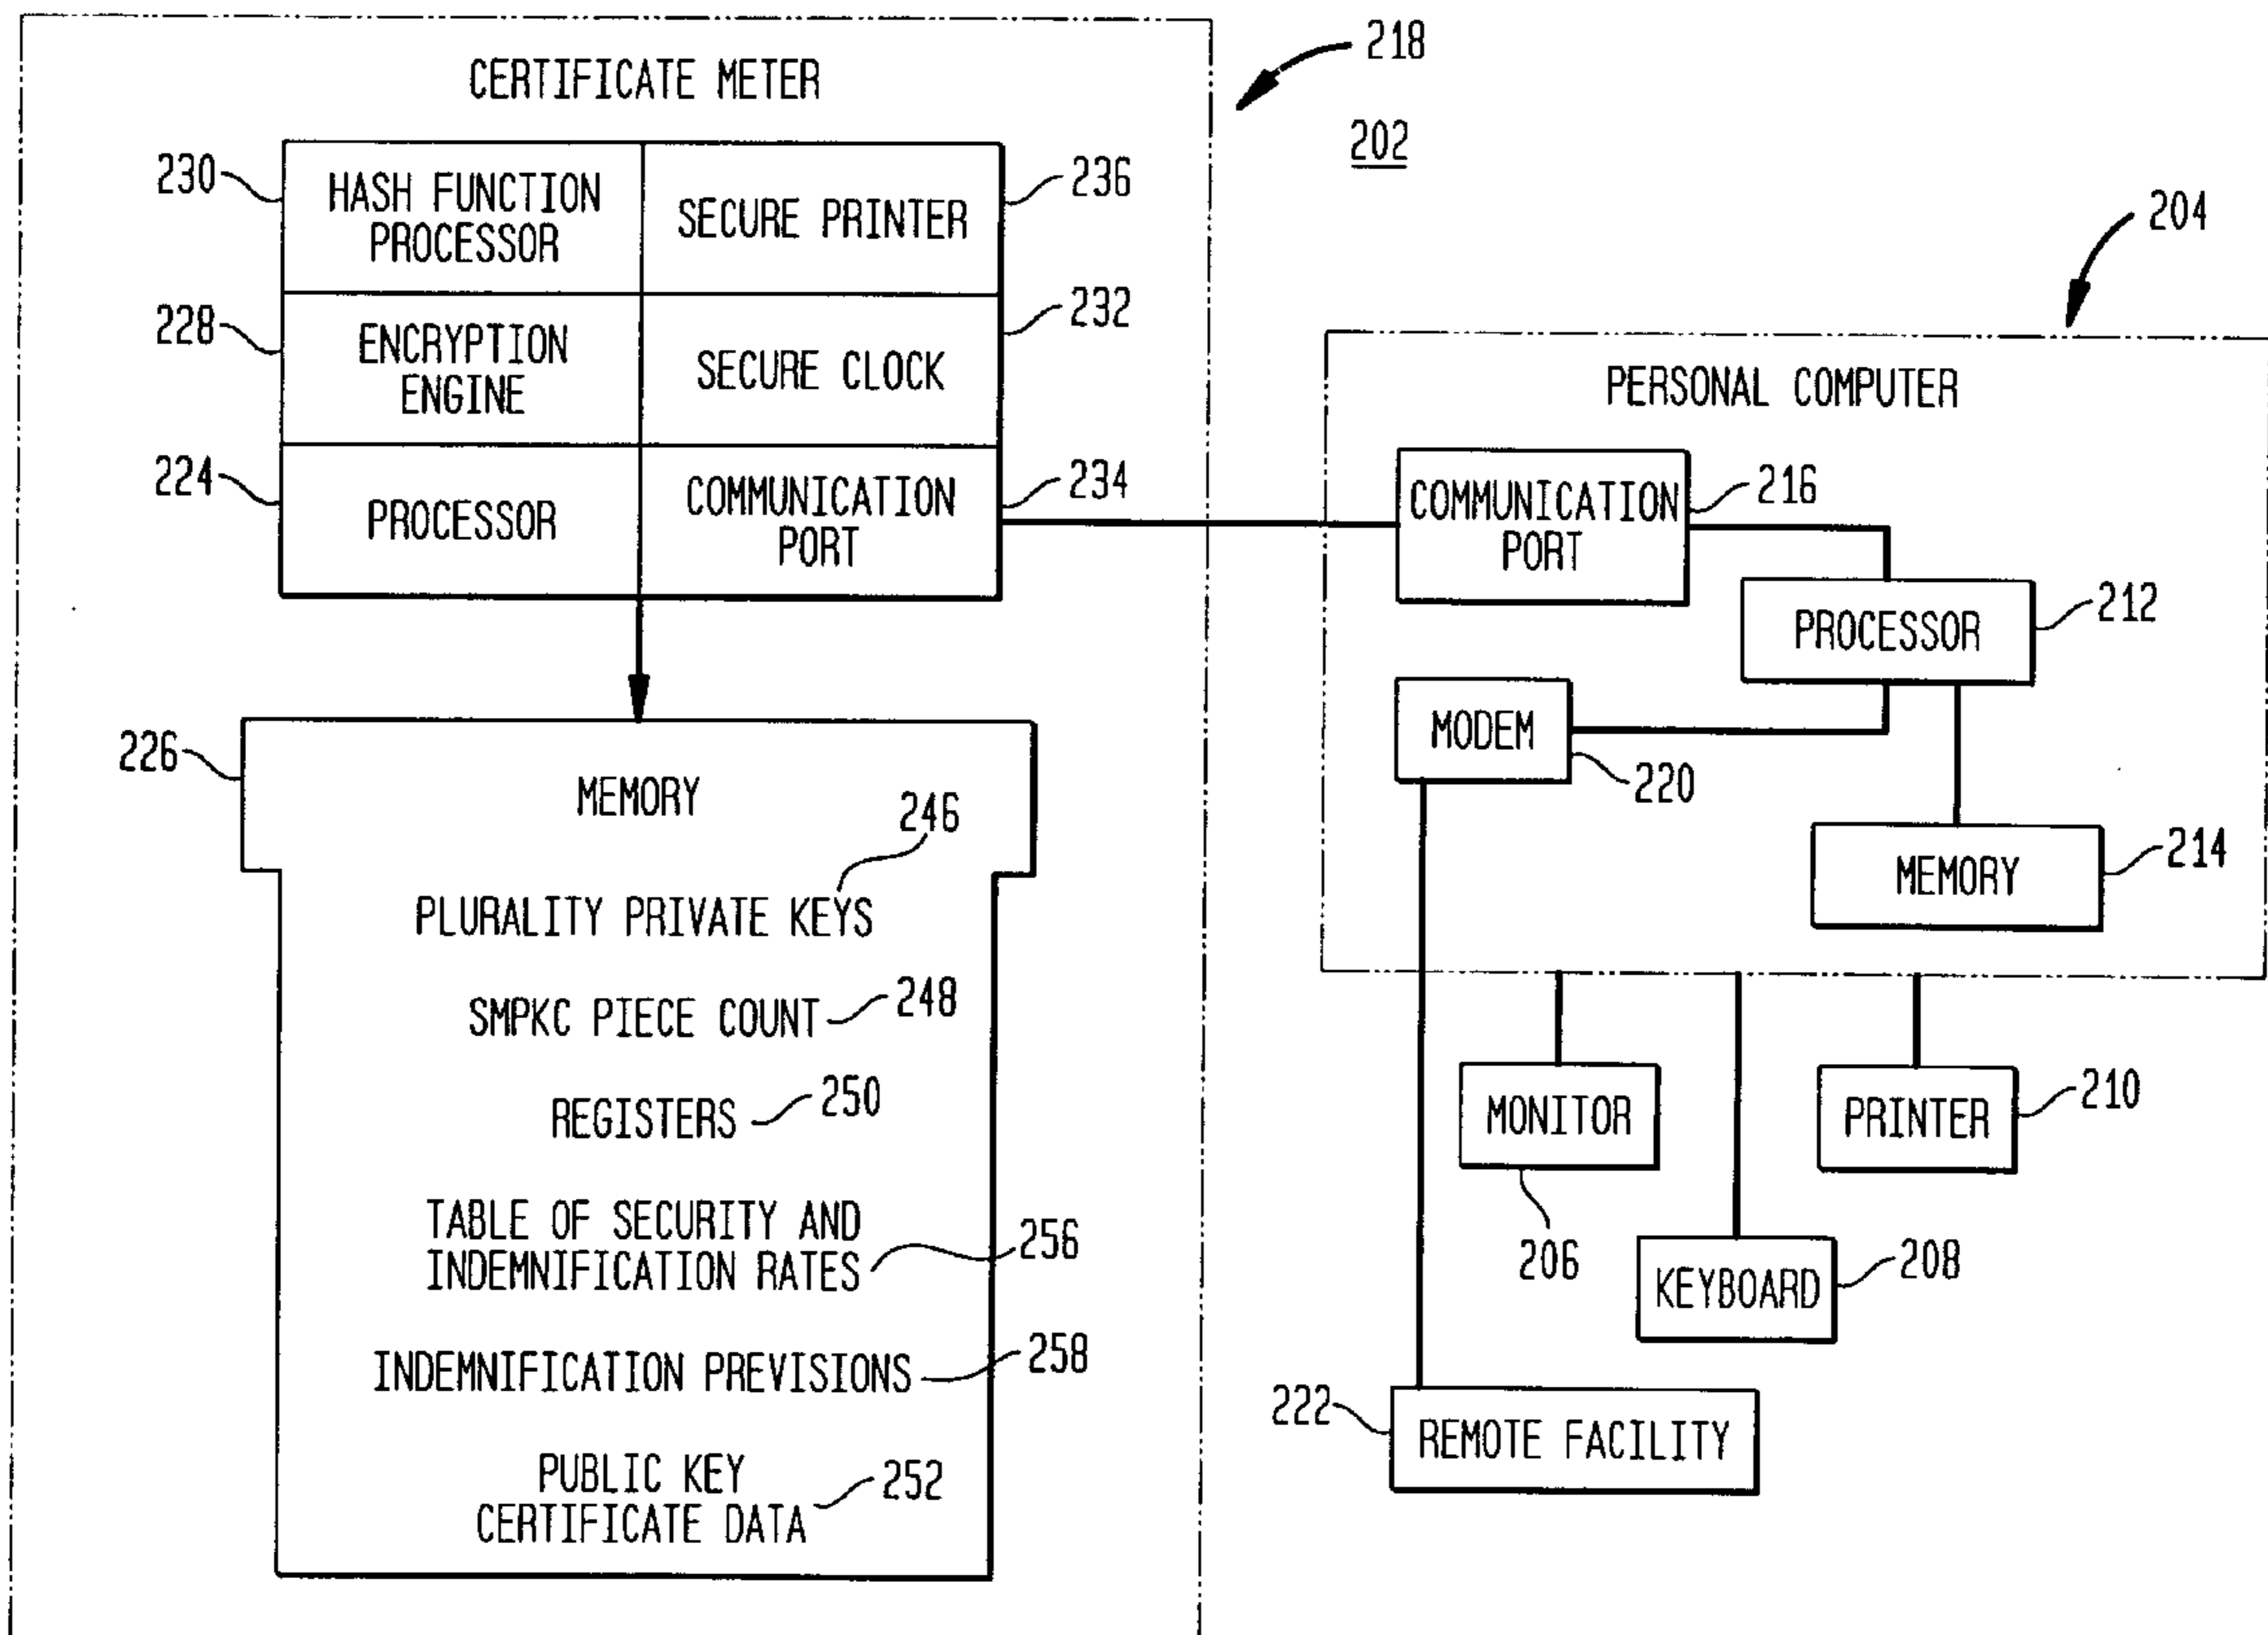 218
202
CERTIFICATE METER
230
HASH FUNCTION
PROCESSOR
SECURE PRINTER
236
228
ENCRYPTION
ENGINE
SECURE CLOCK
232
224
PROCESSOR
COMMUNICATION
PORT
234
226
MEMORY
246
PLURALITY PRIVATE KEYS
SMPKC PIECE COUNT
248
REGISTERS
250
TABLE OF SECURITY AND
INDEMNIFICATION RATES
256
INDEMNIFICATION PREVISIONS
258
PUBLIC KEY
CERTIFICATE DATA
252
204
PERSONAL COMPUTER
COMMUNICATION
PORT
216
PROCESSOR
212
MODEM
220
MEMORY
214
MONITOR
206
KEYBOARD
208
PRINTER
210
222
REMOTE FACILITY